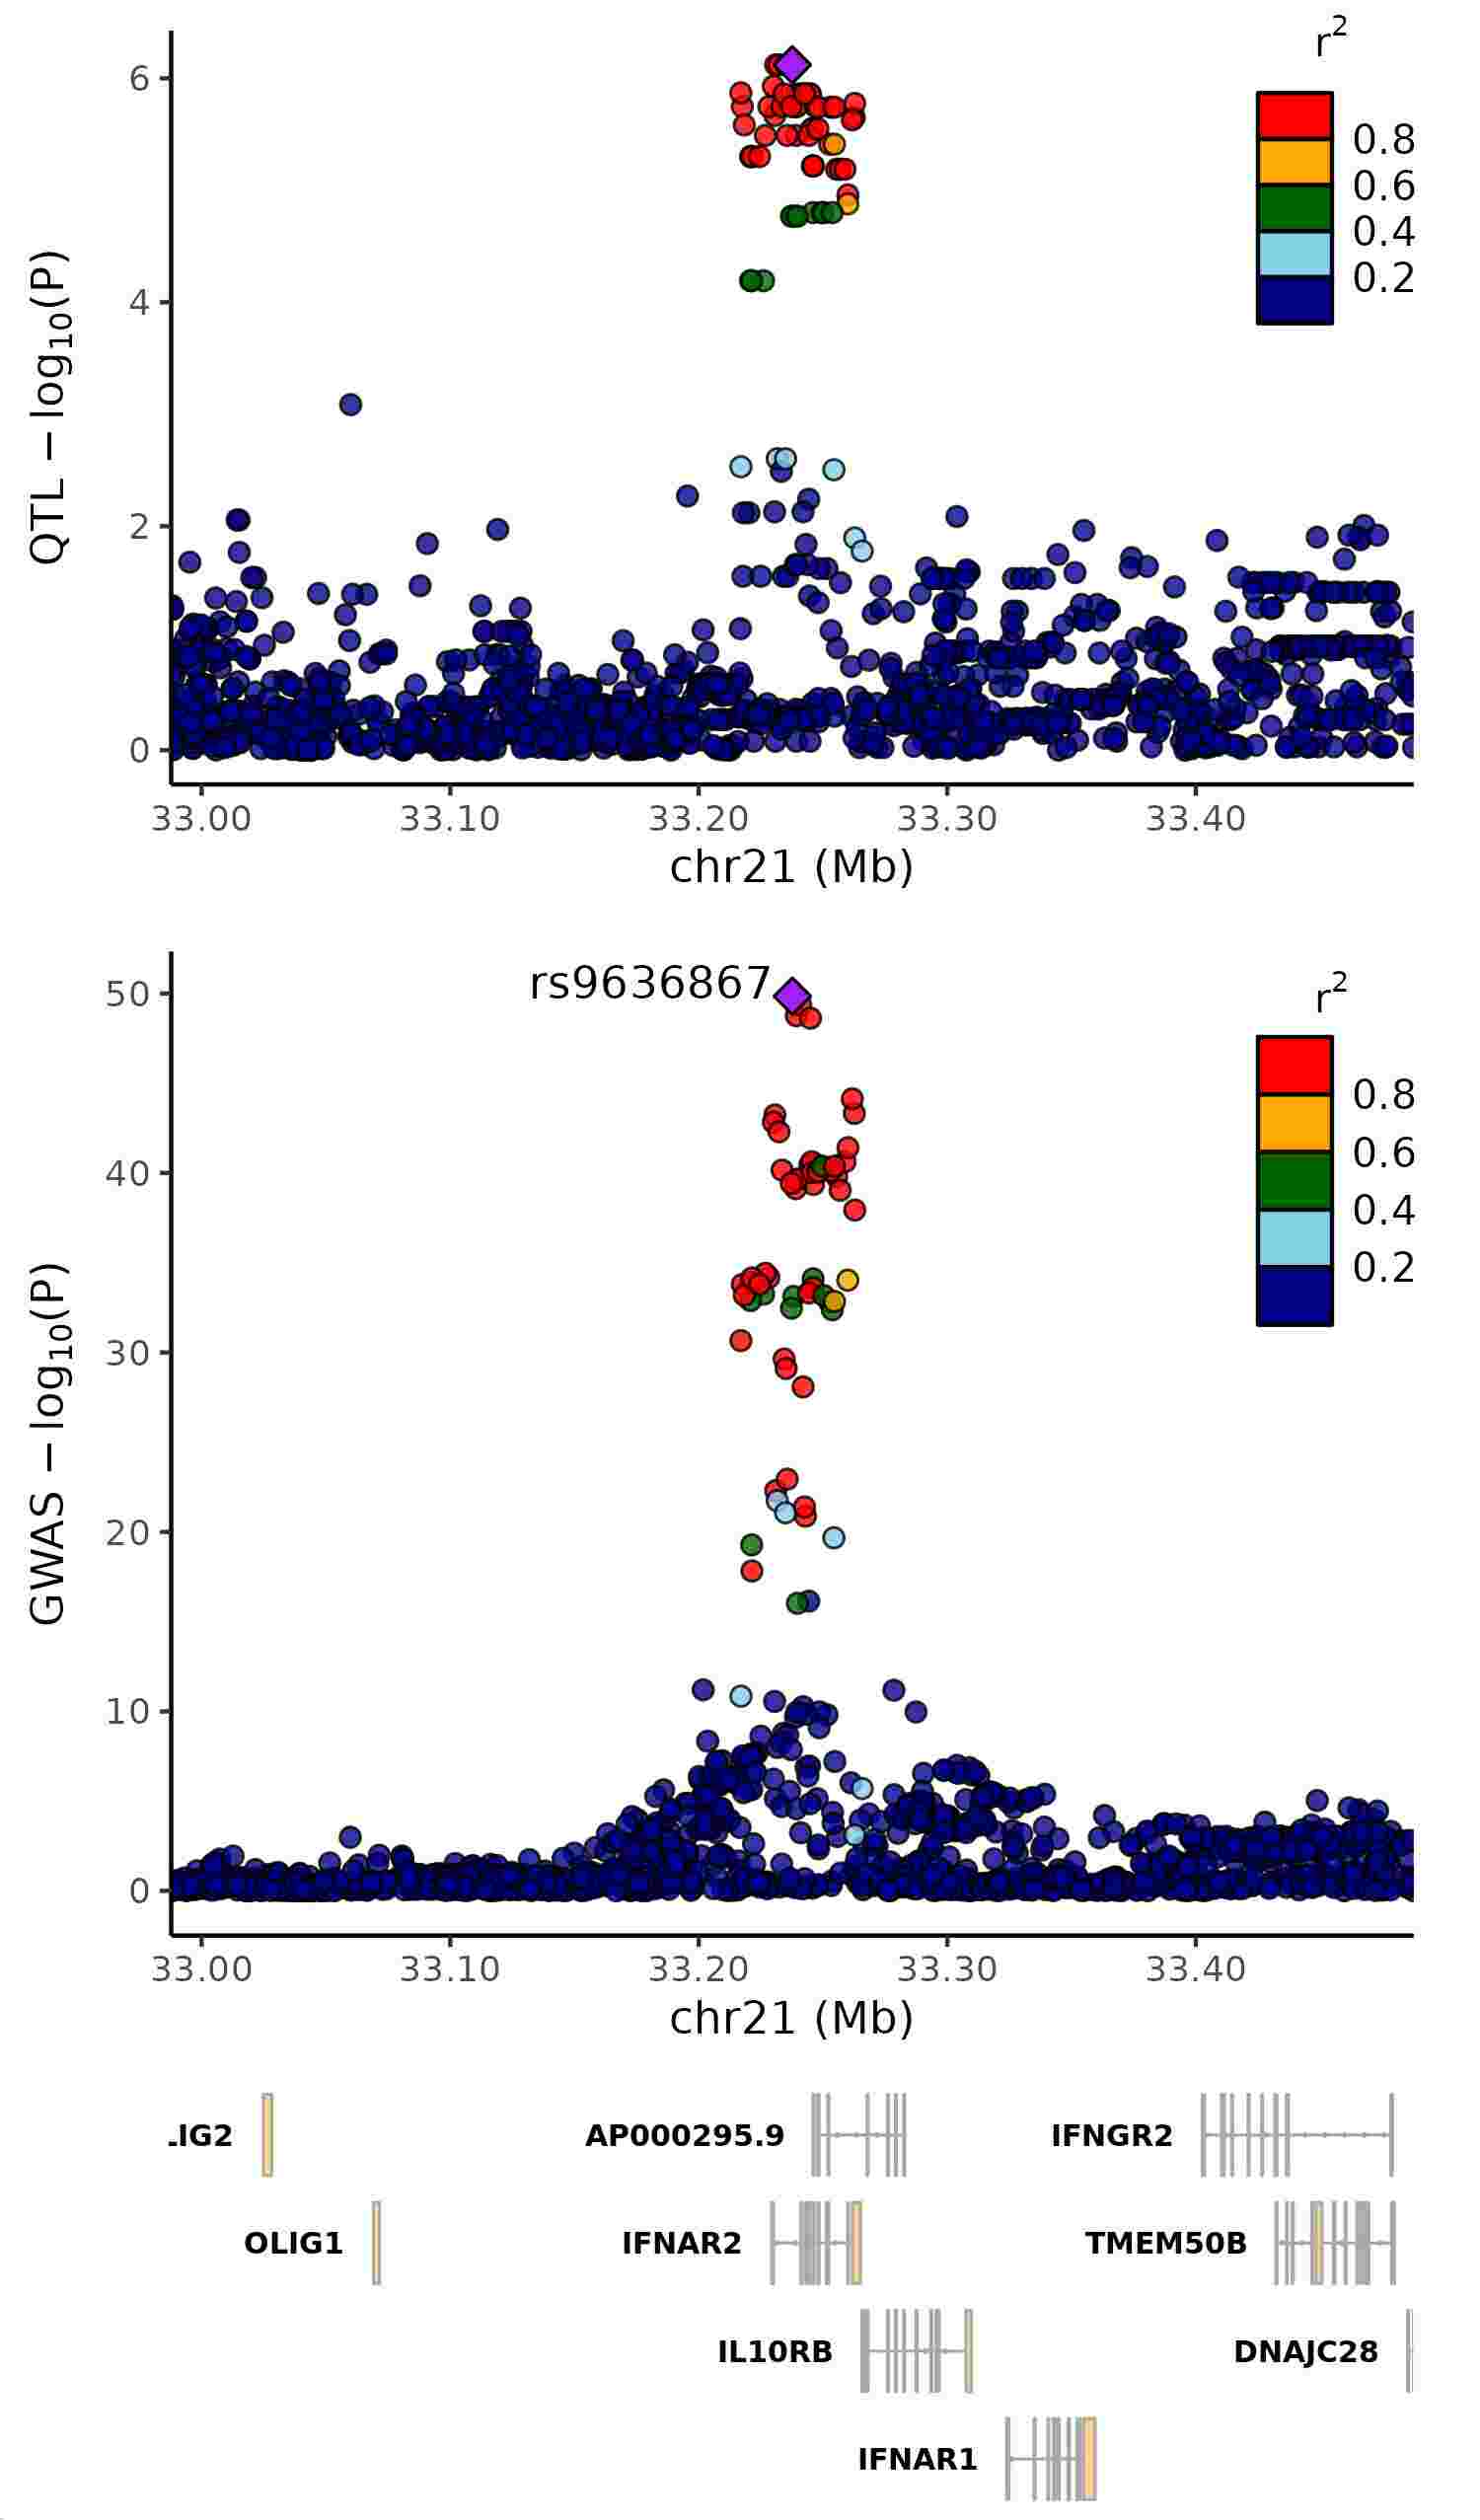 r²
6
4
2
0
QTL −log₁₀(P)
0.8
0.6
0.4
0.2
33.00 33.10 33.20 33.30 33.40
chr21 (Mb)
rs9636867
r²
50
40
30
20
10
0
GWAS −log₁₀(P)
0.8
0.6
0.4
0.2
33.00 33.10 33.20 33.30 33.40
chr21 (Mb)
IG2 AP000295.9 IFNGR2
OLIG1 IFNAR2 TMEM50B
IL10RB DNAJC28
IFNAR1